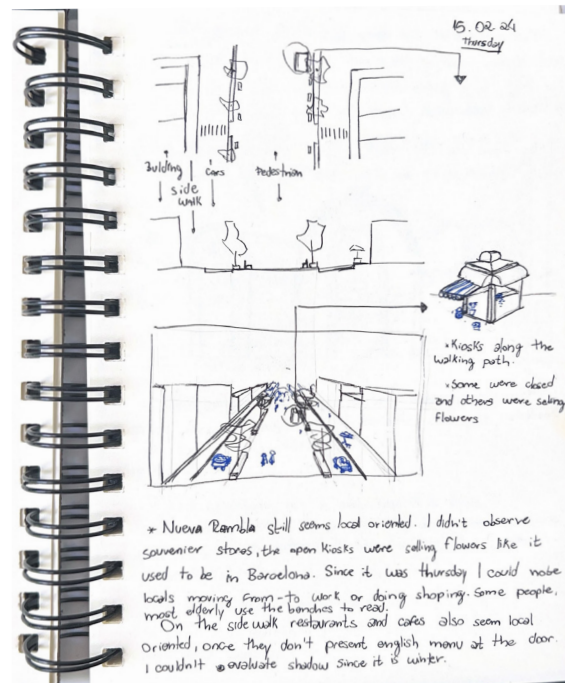 15.02.24
Thursday
Bulding
Side
walk
Cars
Pedestrian
*Kiosks along the
walking path.
*Some were closed
and others were seling
Flowers
* Nueva Rambla still seems local oriented. I didn't observe
souvenier stores, the open kiosks were selling flowers like it
used to be in Barcelona. Since it was thursday I could note
locals moving from-to work or doing shoping. Some people,
most elderly use the benches to read.
On the sidewalk restaurants and cafes also seem local
oriented, once they don't present english menu at the door.
I couldn't evaluate shadow since it is winter.